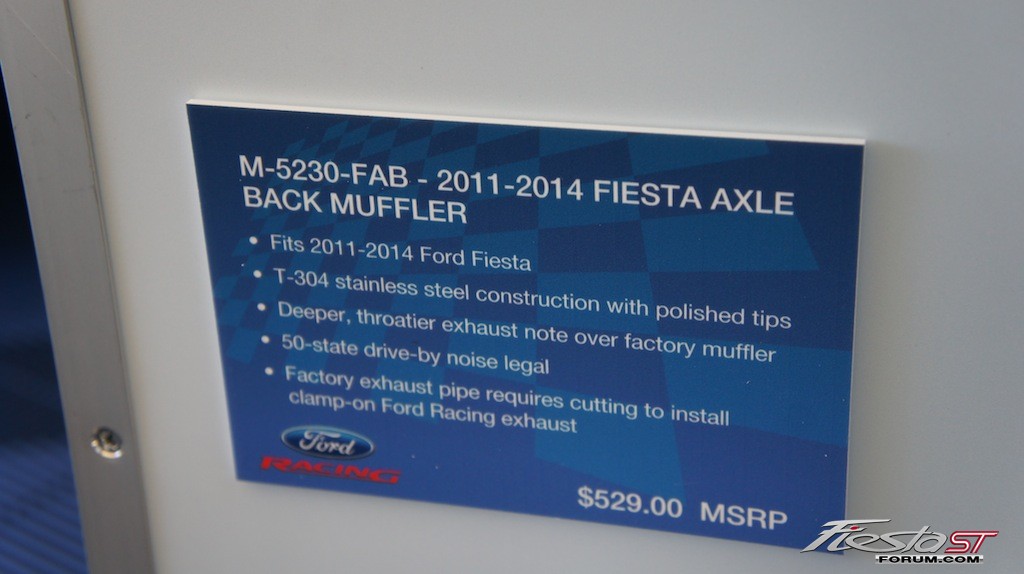 M-5230-FAB - 2011-2014 FIESTA AXLE
BACK MUFFLER
• Fits 2011-2014 Ford Fiesta
• T-304 stainless steel construction with polished tips
• Deeper, throatier exhaust note over factory muffler
• 50-state drive-by noise legal
• Factory exhaust pipe requires cutting to install
clamp-on Ford Racing exhaust
Ford
RACING
$529.00 MSRP
Fiesta ST
FORUM.COM